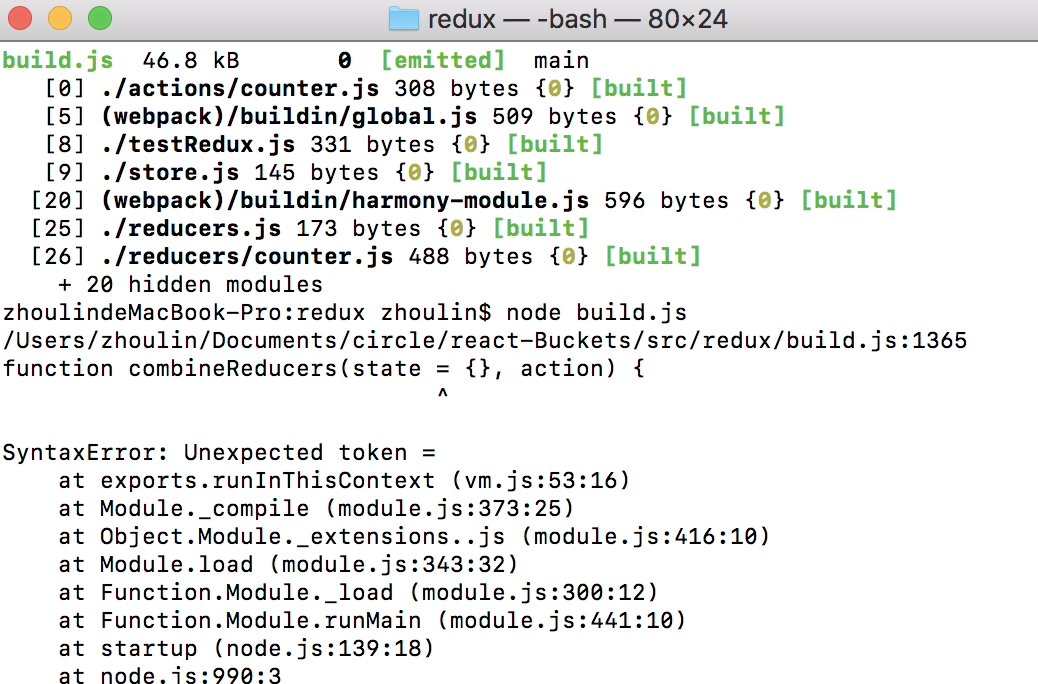 redux — -bash — 80×24
build.js  46.8 kB       0  [emitted]  main
   [0] ./actions/counter.js 308 bytes {0} [built]
   [5] (webpack)/buildin/global.js 509 bytes {0} [built]
   [8] ./testRedux.js 331 bytes {0} [built]
   [9] ./store.js 145 bytes {0} [built]
  [20] (webpack)/buildin/harmony-module.js 596 bytes {0} [built]
  [25] ./reducers.js 173 bytes {0} [built]
  [26] ./reducers/counter.js 488 bytes {0} [built]
    + 20 hidden modules
zhoulindeMacBook-Pro:redux zhoulin$ node build.js
/Users/zhoulin/Documents/circle/react-Buckets/src/redux/build.js:1365
function combineReducers(state = {}, action) {
                               ^
SyntaxError: Unexpected token =
    at exports.runInThisContext (vm.js:53:16)
    at Module._compile (module.js:373:25)
    at Object.Module._extensions..js (module.js:416:10)
    at Module.load (module.js:343:32)
    at Function.Module._load (module.js:300:12)
    at Function.Module.runMain (module.js:441:10)
    at startup (node.js:139:18)
    at node.js:990:3